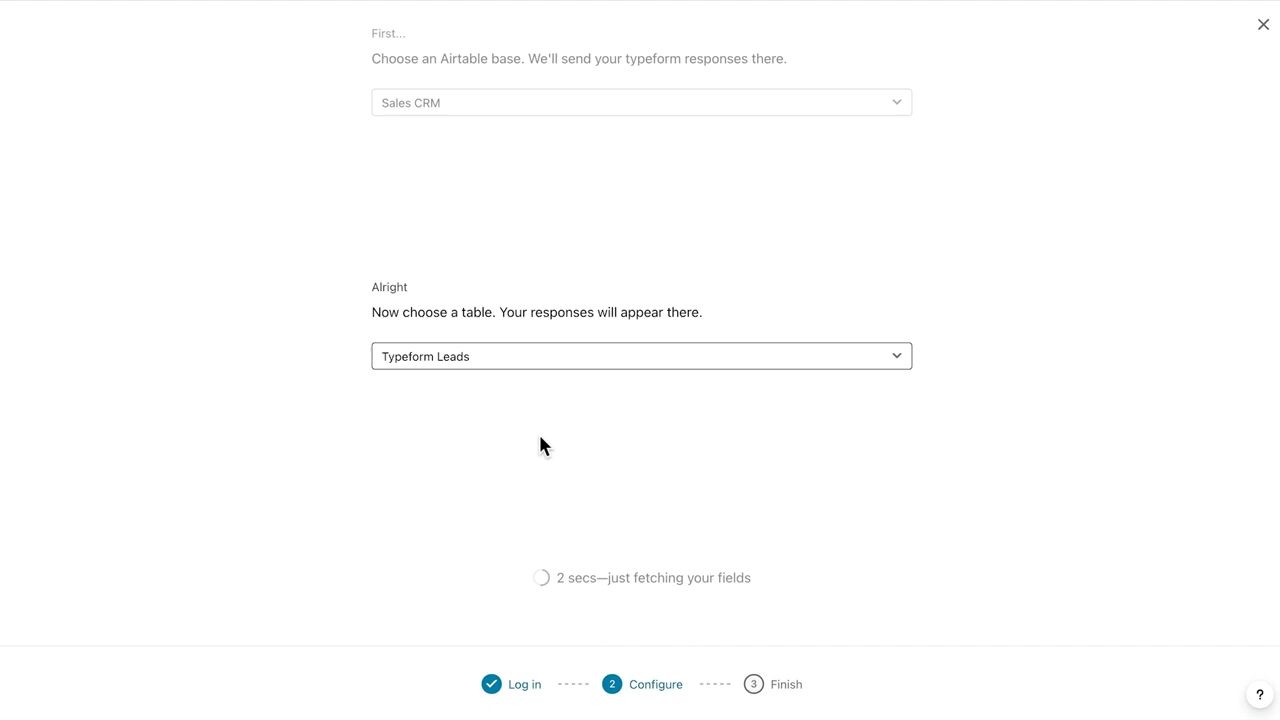 First...
Choose an Airtable base. We'll send your typeform responses there.
Sales CRM
Alright
Now choose a table. Your responses will appear there.
Typeform Leads
2 secs—just fetching your fields
Log in ----- 2 Configure ----- 3 Finish
?